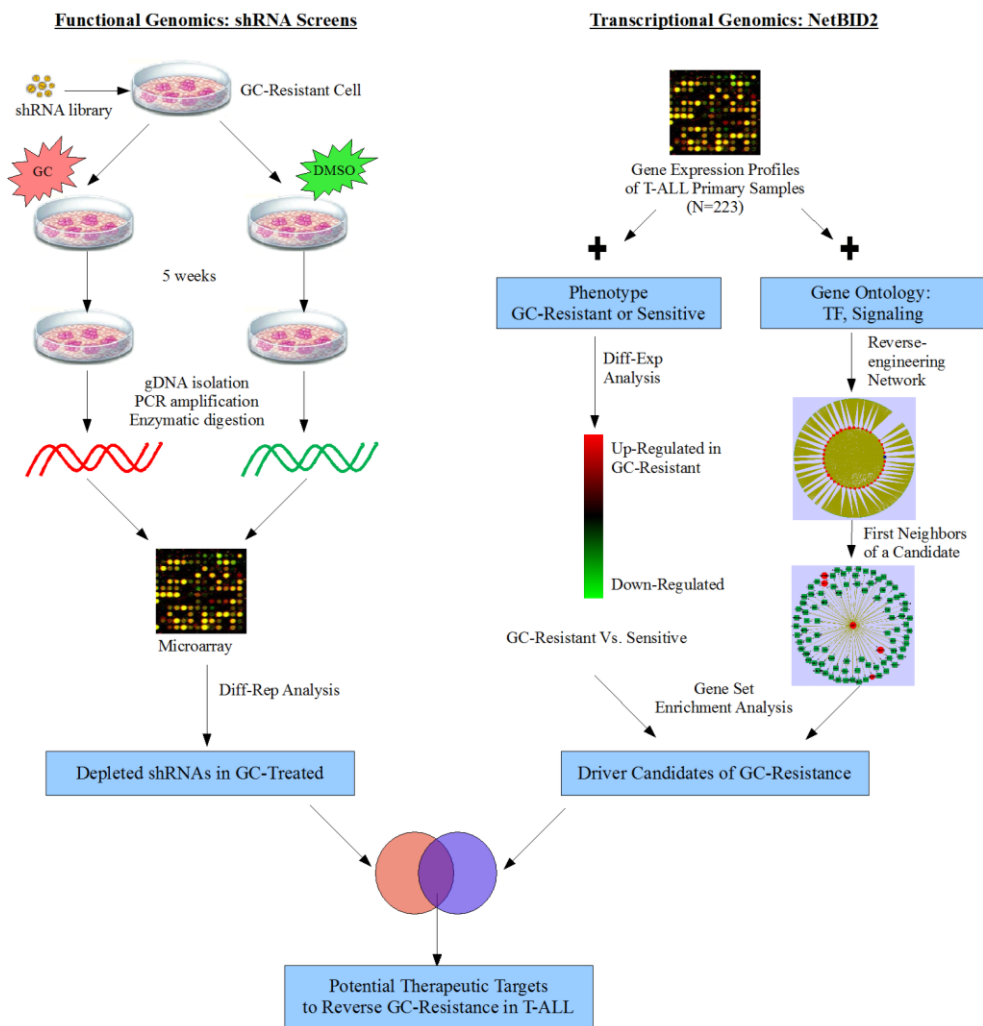 Functional Genomics: shRNA Screens
shRNA library
GC-Resistant Cell
GC
DMSO
5 weeks
gDNA isolation
PCR amplification
Enzymatic digestion
Microarray
Diff-Rep Analysis
Depleted shRNAs in GC-Treated
Transcriptional Genomics: NetBID2
Gene Expression Profiles
of T-ALL Primary Samples
(N=223)
Phenotype
GC-Resistant or Sensitive
Gene Ontology:
TF, Signaling
Diff-Exp
Analysis
Reverse-
engineering
Network
Up-Regulated in
GC-Resistant
Down-Regulated
First Neighbors
of a Candidate
GC-Resistant Vs. Sensitive
Gene Set
Enrichment Analysis
Driver Candidates of GC-Resistance
Potential Therapeutic Targets
to Reverse GC-Resistance in T-ALL